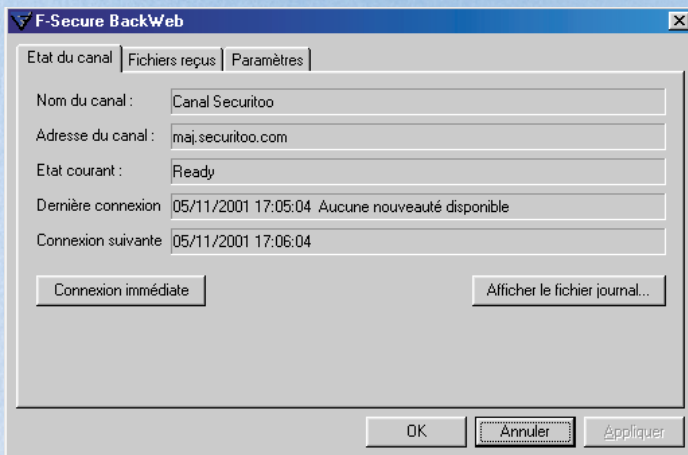 F-Secure BackWeb
Etat du canal Fichiers reçus Paramètres
Nom du canal : Canal Securitoo
Adresse du canal : maj.securitoo.com
Etat courant : Ready
Dernière connexion 05/11/2001 17:05:04 Aucune nouveauté disponible
Connexion suivante 05/11/2001 17:06:04
Connexion immédiate Afficher le fichier journal...
OK Annuler Appliquer